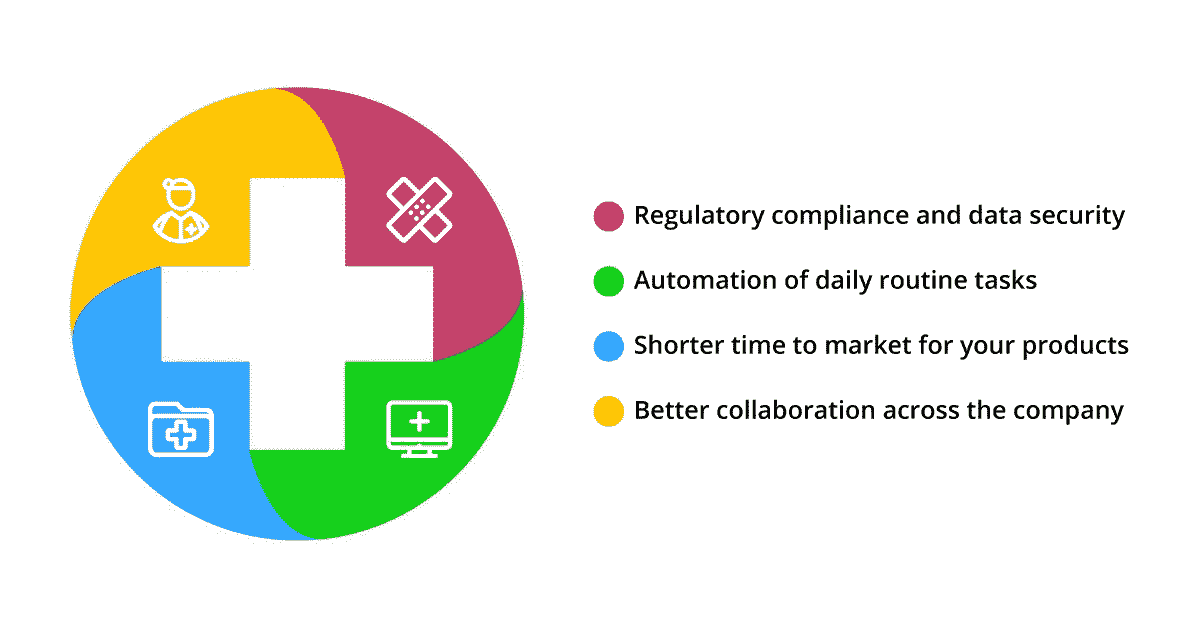 Regulatory compliance and data security
Automation of daily routine tasks
Shorter time to market for your products
Better collaboration across the company